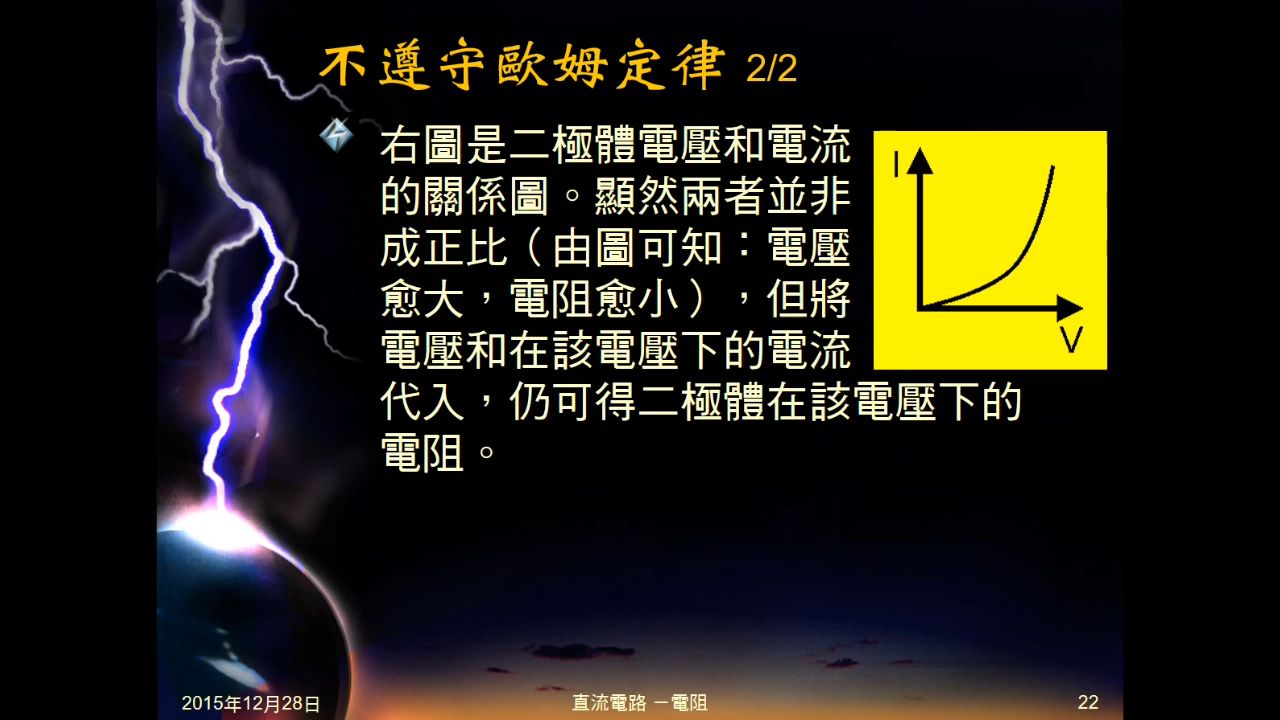 不遵守歐姆定律 2/2
右圖是二極體電壓和電流
的關係圖。顯然兩者並非
成正比（由圖可知：電壓
愈大，電阻愈小），但將
電壓和在該電壓下的電流
代入，仍可得二極體在該電壓下的
電阻。
I
V
2015年12月28日
直流電路 －電阻
22